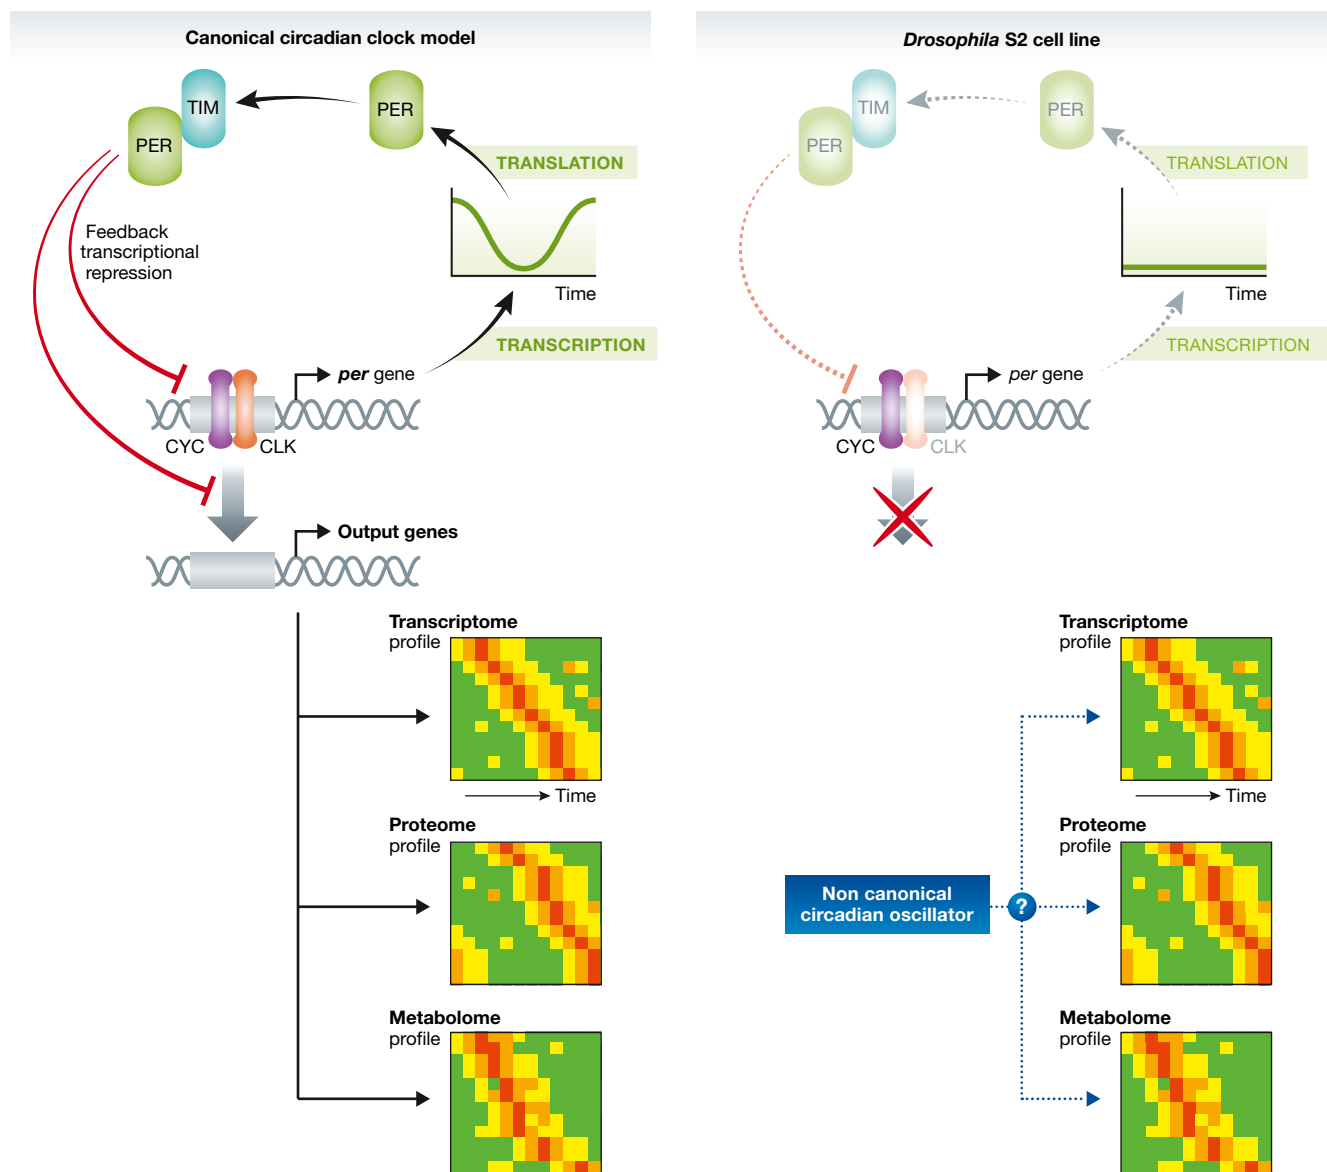 Canonical circadian clock model
TIM
PER
PER
TRANSLATION
Feedback
transcriptional
repression
Time
TRANSCRIPTION
per gene
CYC
CLK
Output genes
Transcriptome
profile
Time
Proteome
profile
Metabolome
profile
Drosophila S2 cell line
TIM
PER
PER
TRANSLATION
Time
TRANSCRIPTION
per gene
CYC
CLK
Transcriptome
profile
Time
Proteome
profile
Non canonical
circadian oscillator
?
Metabolome
profile